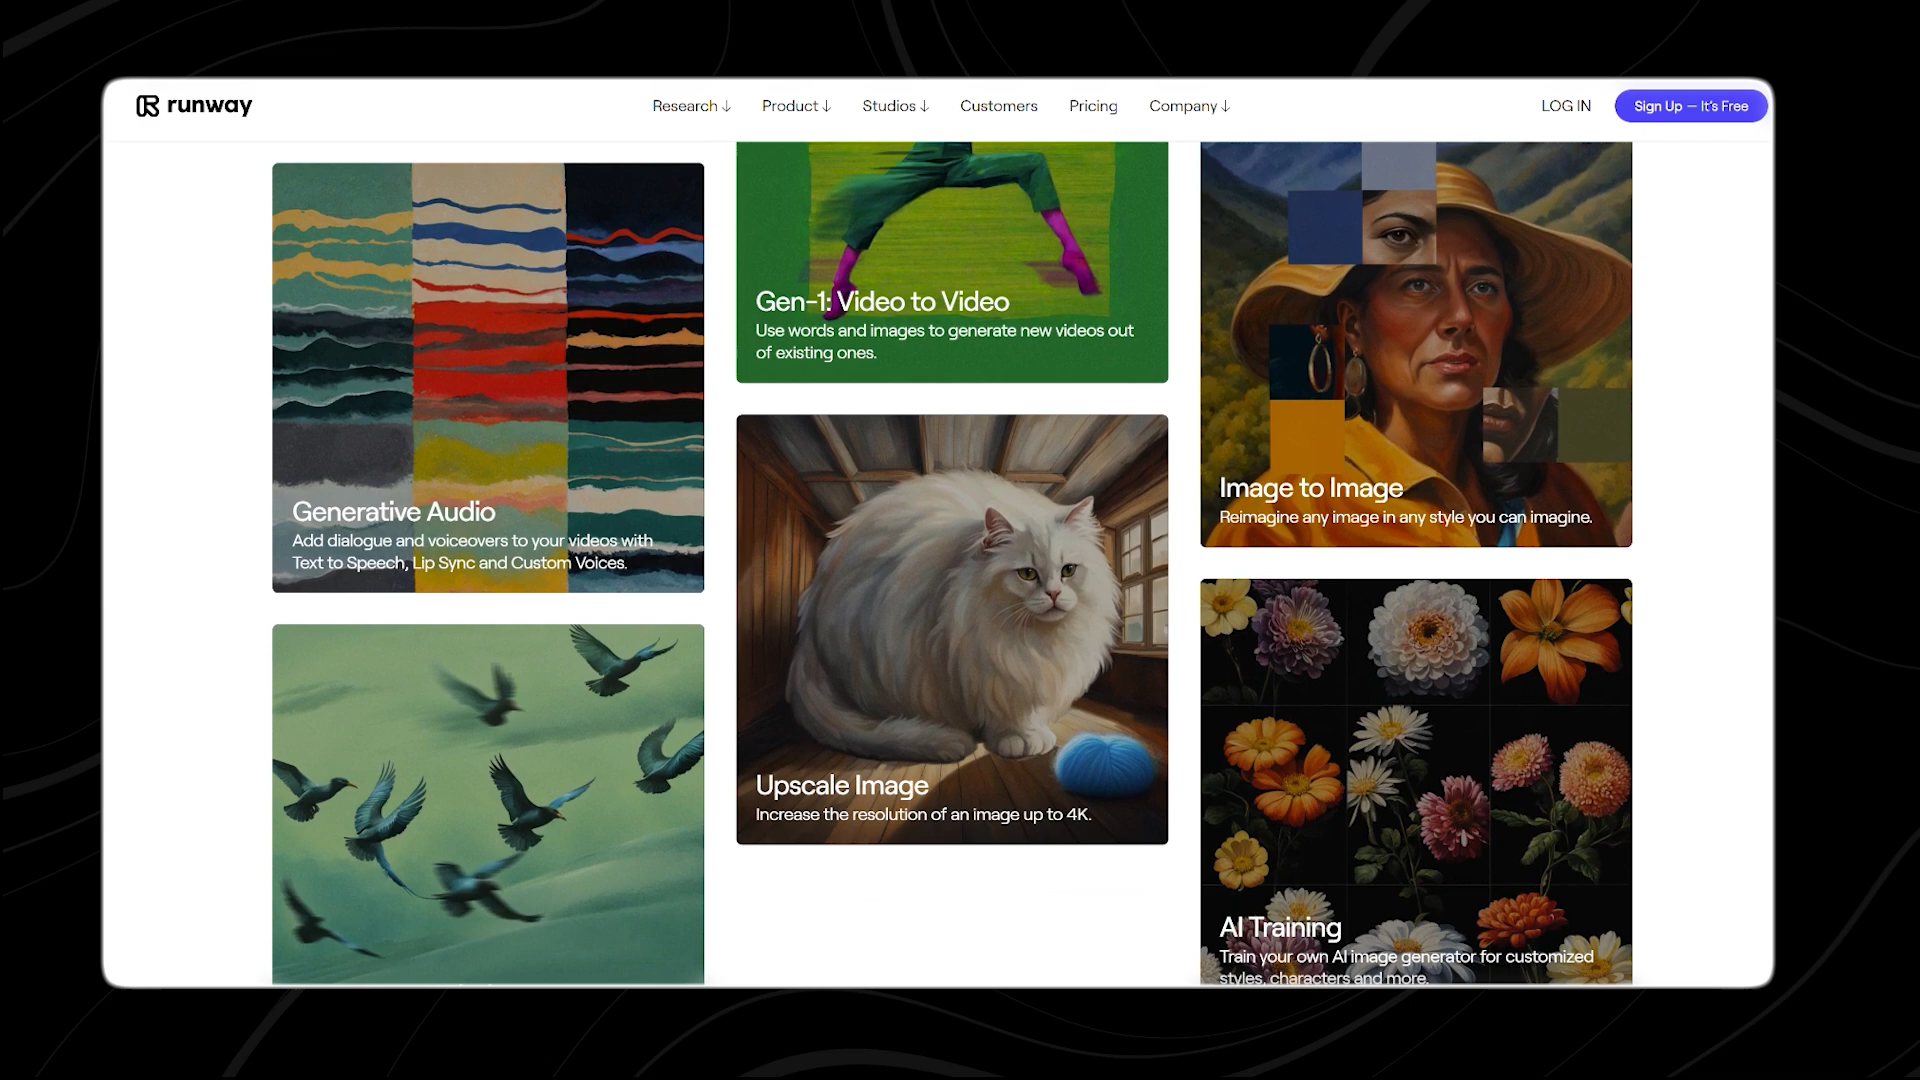 runway
Research ↓
Product ↓
Studios ↓
Customers
Pricing
Company ↓
LOG IN
Sign Up — It's Free
Generative Audio
Add dialogue and voiceovers to your videos with
Text to Speech, Lip Sync and Custom Voices.
Gen-1: Video to Video
Use words and images to generate new videos out
of existing ones.
Upscale Image
Increase the resolution of an image up to 4K.
Image to Image
Reimagine any image in any style you can imagine.
AI Training
Train your own AI image generator for customized
styles, characters and more.